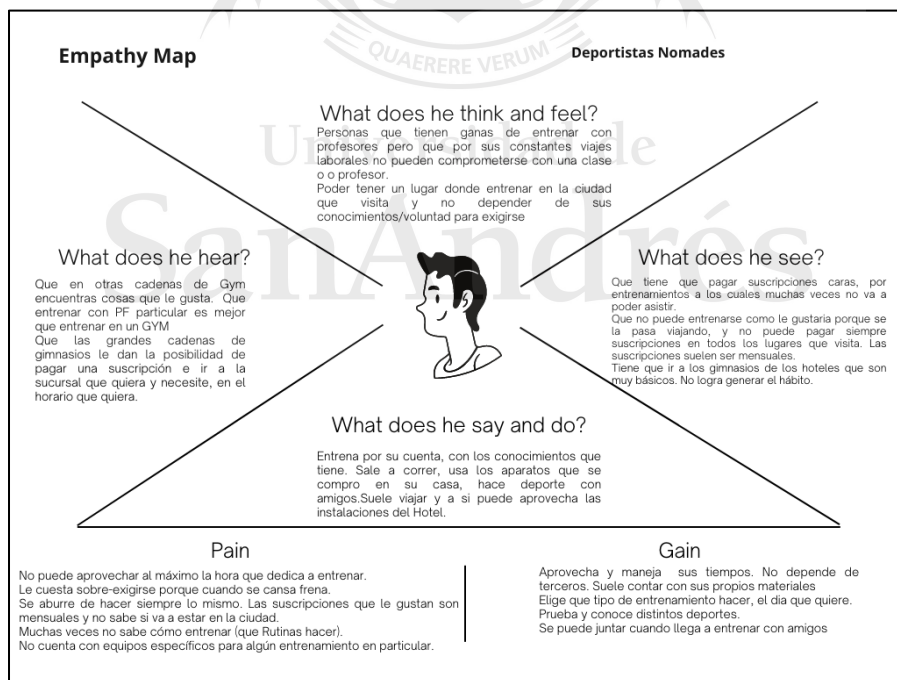 QUAERERE VERUM
Empathy Map
Deportistas Nomades
Universidad de
SanAndrés
What does he think and feel?
Personas que tienen ganas de entrenar con
profesores pero que por sus constantes viajes
laborales no pueden comprometerse con una clase
o o profesor.
Poder tener un lugar donde entrenar en la ciudad
que visita y no depender de sus
conocimientos/voluntad para exigirse
What does he hear?
Que en otras cadenas de Gym
encuentras cosas que le gusta. Que
entrenar con PF particular es mejor
que entrenar en un GYM
Que las grandes cadenas de
gimnasios le dan la posibilidad de
pagar una suscripción e ir a la
sucursal que quiera y necesite, en el
horario que quiera.
What does he see?
Que tiene que pagar suscripciones caras, por
entrenamientos a los cuales muchas veces no va a
poder asistir.
Que no puede entrenarse como le gustaria porque se
la pasa viajando, y no puede pagar siempre
suscripciones en todos los lugares que visita. Las
suscripciones suelen ser mensuales.
Tiene que ir a los gimnasios de los hoteles que son
muy básicos. No logra generar el hábito.
What does he say and do?
Entrena por su cuenta, con los conocimientos que
tiene. Sale a correr, usa los aparatos que se
compro en su casa, hace deporte con
amigos.Suele viajar y a si puede aprovecha las
instalaciones del Hotel.
Pain
No puede aprovechar al máximo la hora que dedica a entrenar.
Le cuesta sobre-exigirse porque cuando se cansa frena.
Se aburre de hacer siempre lo mismo. Las suscripciones que le gustan son
mensuales y no sabe si va a estar en la ciudad.
Muchas veces no sabe cómo entrenar (que Rutinas hacer).
No cuenta con equipos específicos para algún entrenamiento en particular.
Gain
Aprovecha y maneja sus tiempos. No depende de
terceros. Suele contar con sus propios materiales
Elige que tipo de entrenamiento hacer, el dia que quiere.
Prueba y conoce distintos deportes.
Se puede juntar cuando llega a entrenar con amigos